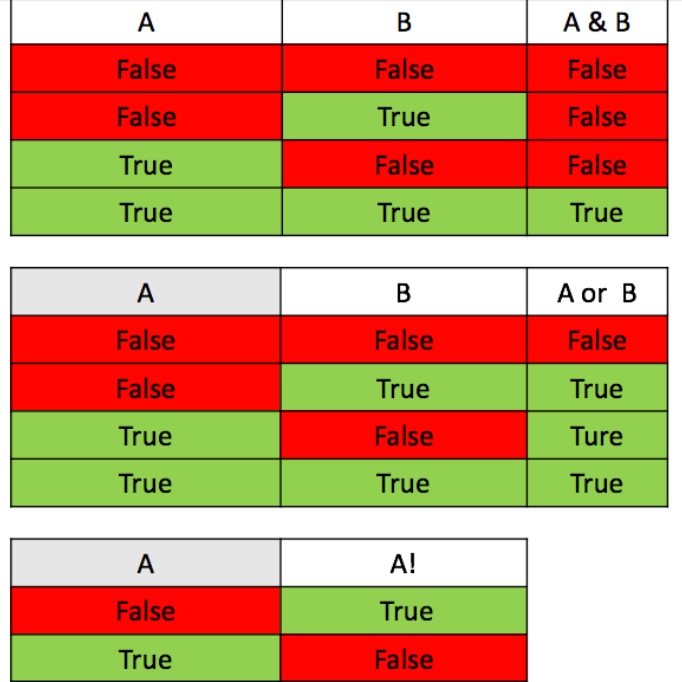 A B A & B
False False False
False True False
True False False
True True True
A B A or B
False False False
False True True
True False Ture
True True True
A A!
False True
True False